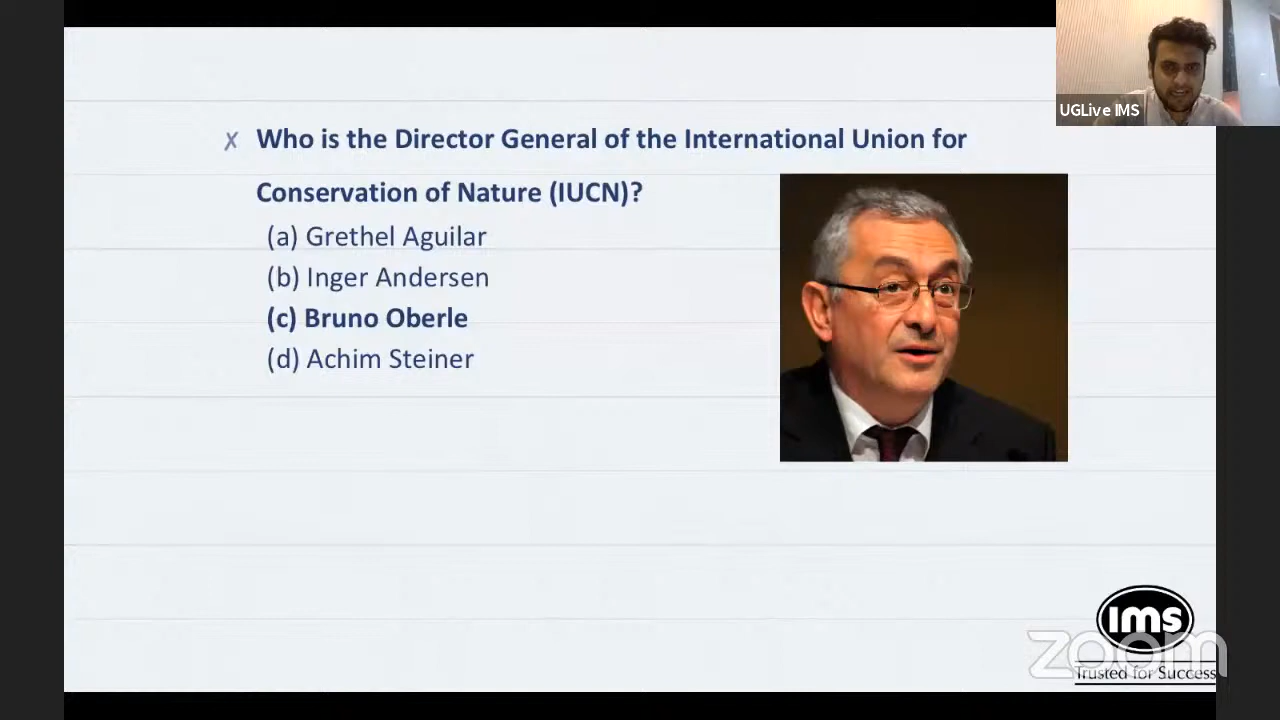 UGLive IMS
✗ Who is the Director General of the International Union for
Conservation of Nature (IUCN)?
(a) Grethel Aguilar
(b) Inger Andersen
(c) Bruno Oberle
(d) Achim Steiner
ims
zoom
Trusted for Success